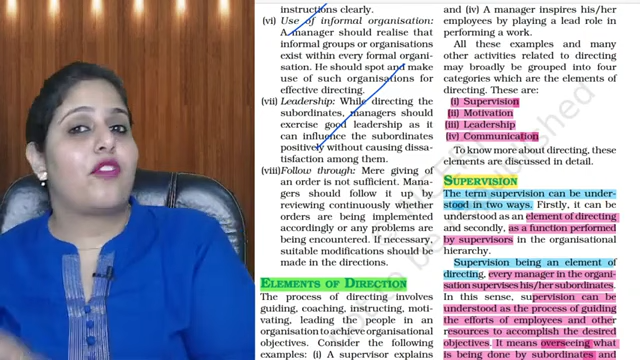 instructions clearly.
(vi) Use of informal organisation:
A manager should realise that
informal groups or organisations
exist within every formal organi-
sation. He should spot and make
use of such organisations for
effective directing.
(vii) Leadership: While directing the
subordinates, managers should
exercise good leadership as it
can influence the subordinates
positively without causing dissa-
tisfaction among them.
(viii) Follow through: Mere giving of
an order is not sufficient. Mana-
gers should follow it up by
reviewing continuously whether
orders are being implemented
accordingly or any problems are
being encountered. If necessary,
suitable modifications should be
made in the directions.
ELEMENTS OF DIRECTION
The process of directing involves
guiding, coaching, instructing, moti-
vating, leading the people in an
organisation to achieve organisational
objectives. Consider the following
examples: (i) A supervisor explains
and (iv) A manager inspires his/her
employees by playing a lead role in
performing a work.
All these examples and many
other activities related to directing
may broadly be grouped into four
categories which are the elements of
directing. These are:
(i) Supervision
(ii) Motivation
(iii) Leadership
(iv) Communication
To know more about directing, these
elements are discussed in detail.
SUPERVISION
The term supervision can be under-
stood in two ways. Firstly, it can be
understood as an element of directing
and secondly, as a function performed
by supervisors in the organisational
hierarchy.
Supervision being an element of
directing, every manager in the organi-
sation supervises his/her subordinates.
In this sense, supervision can be
understood as the process of guiding
the efforts of employees and other
resources to accomplish the desired
objectives. It means overseeing what
is being done by subordinates and